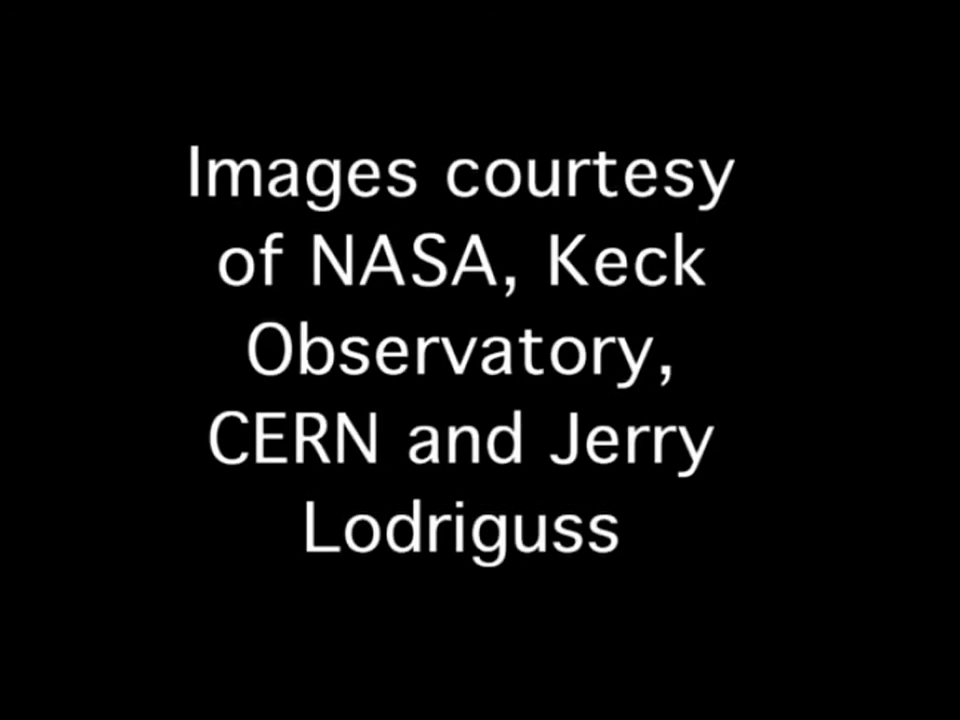 Images courtesy
of NASA, Keck
Observatory,
CERN and Jerry
Lodriguss